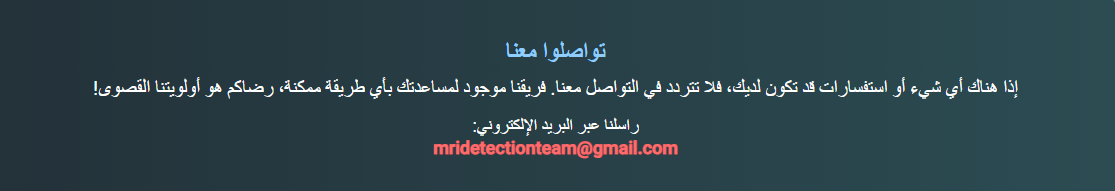 تواصلوا معنا
إذا هناك أي شيء أو استفسارات قد تكون لديك، فلا تتردد في التواصل معنا. فريقنا موجود لمساعدتك بأي طريقة ممكنة، رضاكم هو أولويتنا القصوى!
راسلنا عبر البريد الإلكتروني:
mridetectionteam@gmail.com